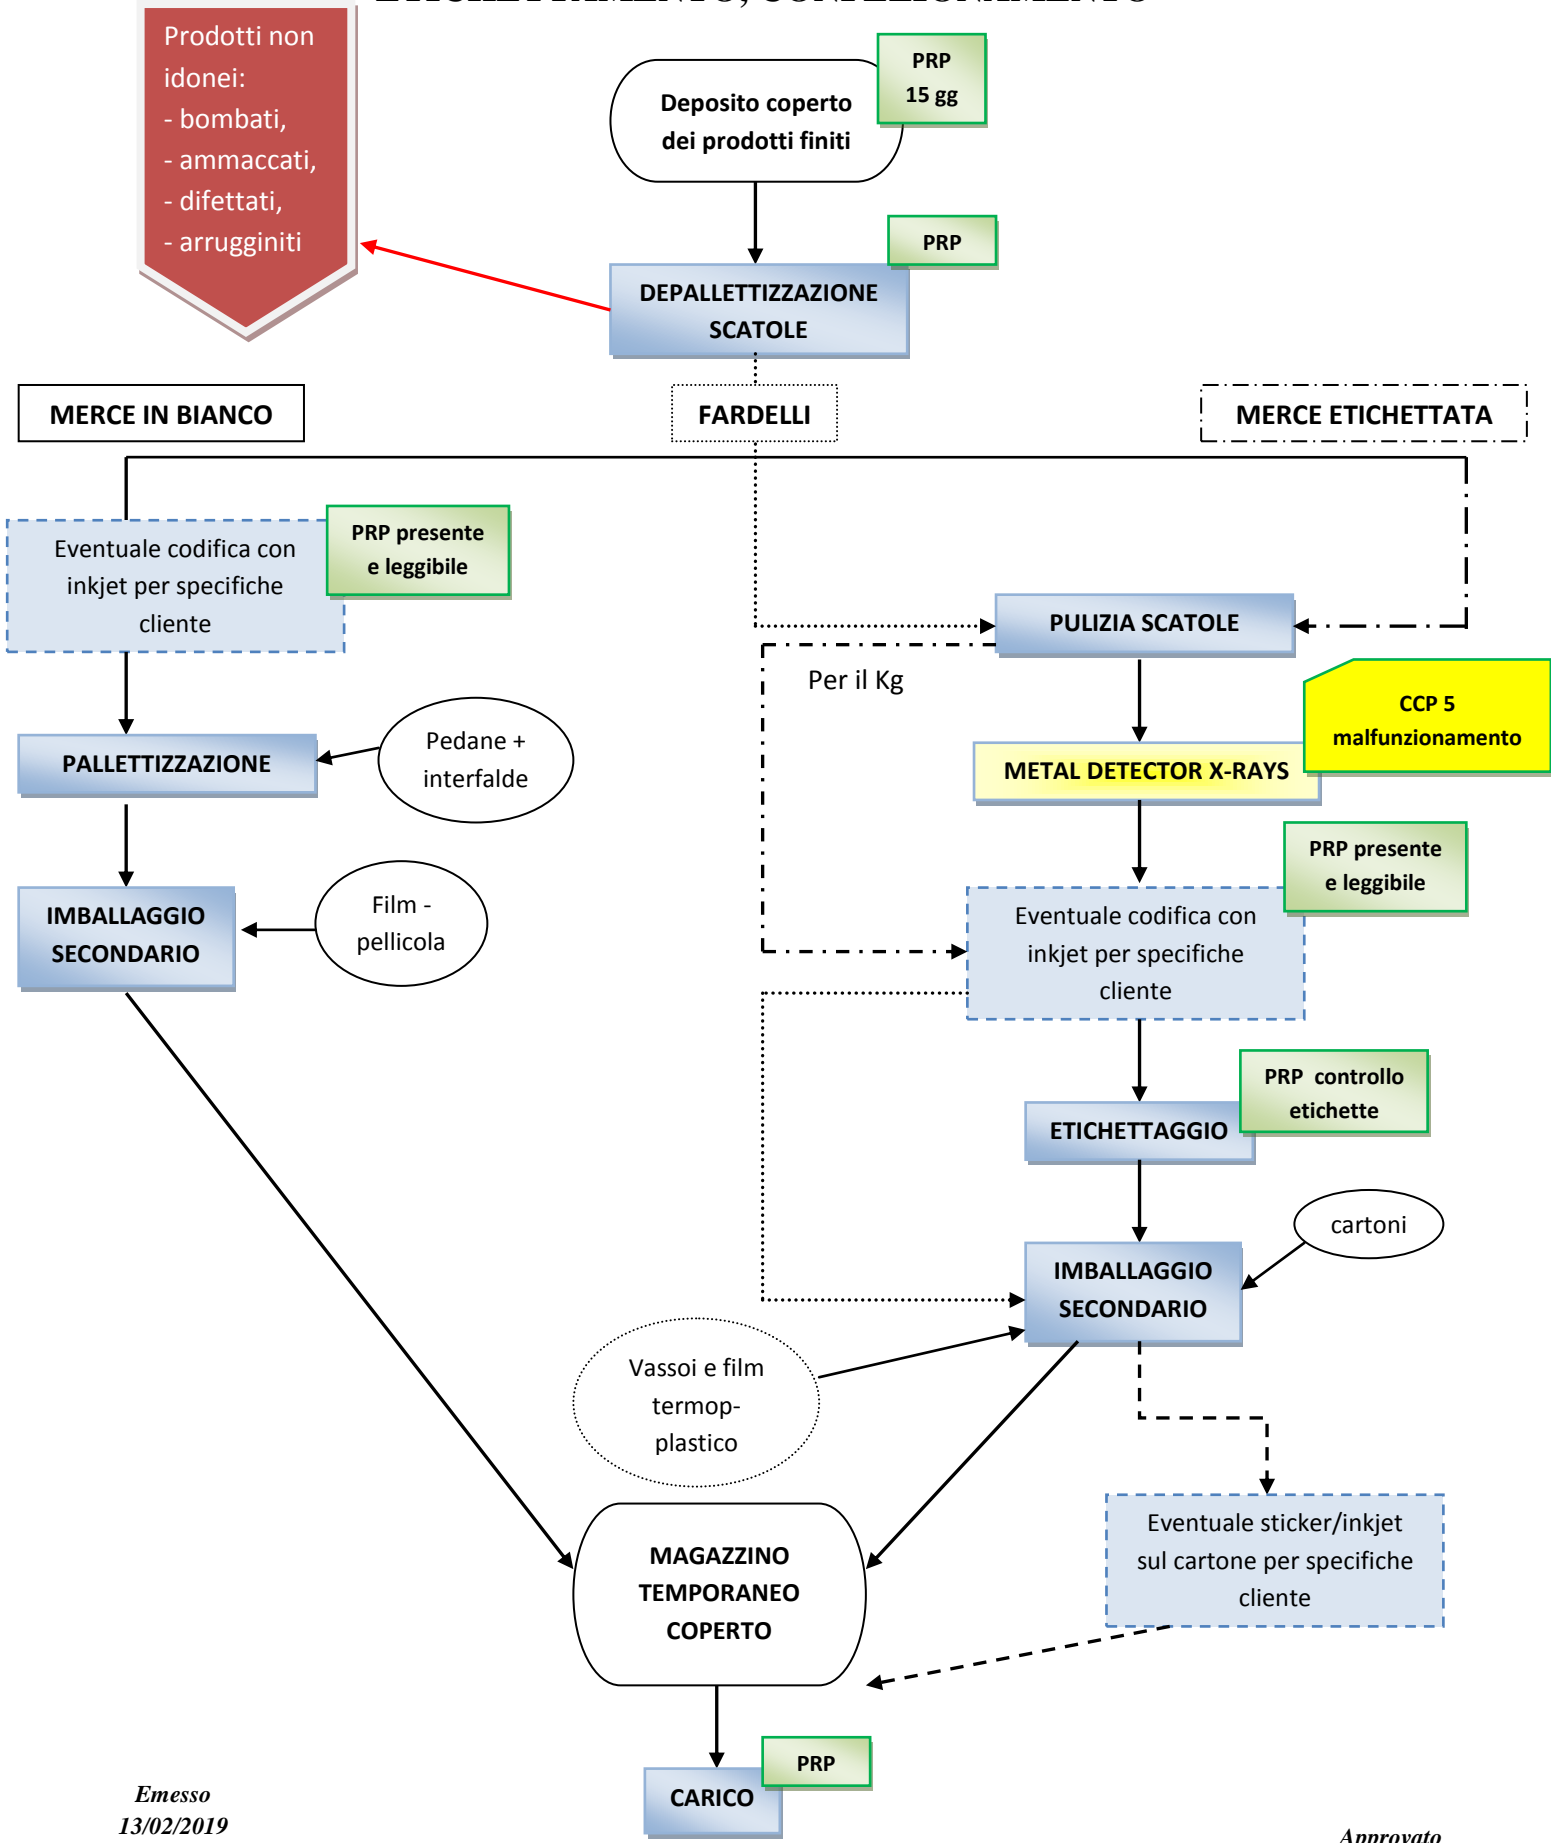 ETICHETTAMENTO, CONFEZIONAMENTO
Prodotti non
idonei:
- bombati,
- ammaccati,
- difettati,
- arrugginiti
PRP
15 gg
Deposito coperto
dei prodotti finiti
PRP
DEPALLETTIZZAZIONE
SCATOLE
MERCE IN BIANCO
FARDELLI
MERCE ETICHETTATA
PRP presente
e leggibile
Eventuale codifica con
inkjet per specifiche
cliente
PULIZIA SCATOLE
Per il Kg
CCP 5
malfunzionamento
Pedane +
interfalde
PALLETTIZZAZIONE
METAL DETECTOR X-RAYS
PRP presente
e leggibile
Film -
pellicola
IMBALLAGGIO
SECONDARIO
Eventuale codifica con
inkjet per specifiche
cliente
PRP  controllo
etichette
ETICHETTAGGIO
cartoni
IMBALLAGGIO
SECONDARIO
Vassoi e film
termop-
plastico
Eventuale sticker/inkjet
sul cartone per specifiche
cliente
MAGAZZINO
TEMPORANEO
COPERTO
PRP
CARICO
Emesso
13/02/2019
Approvato